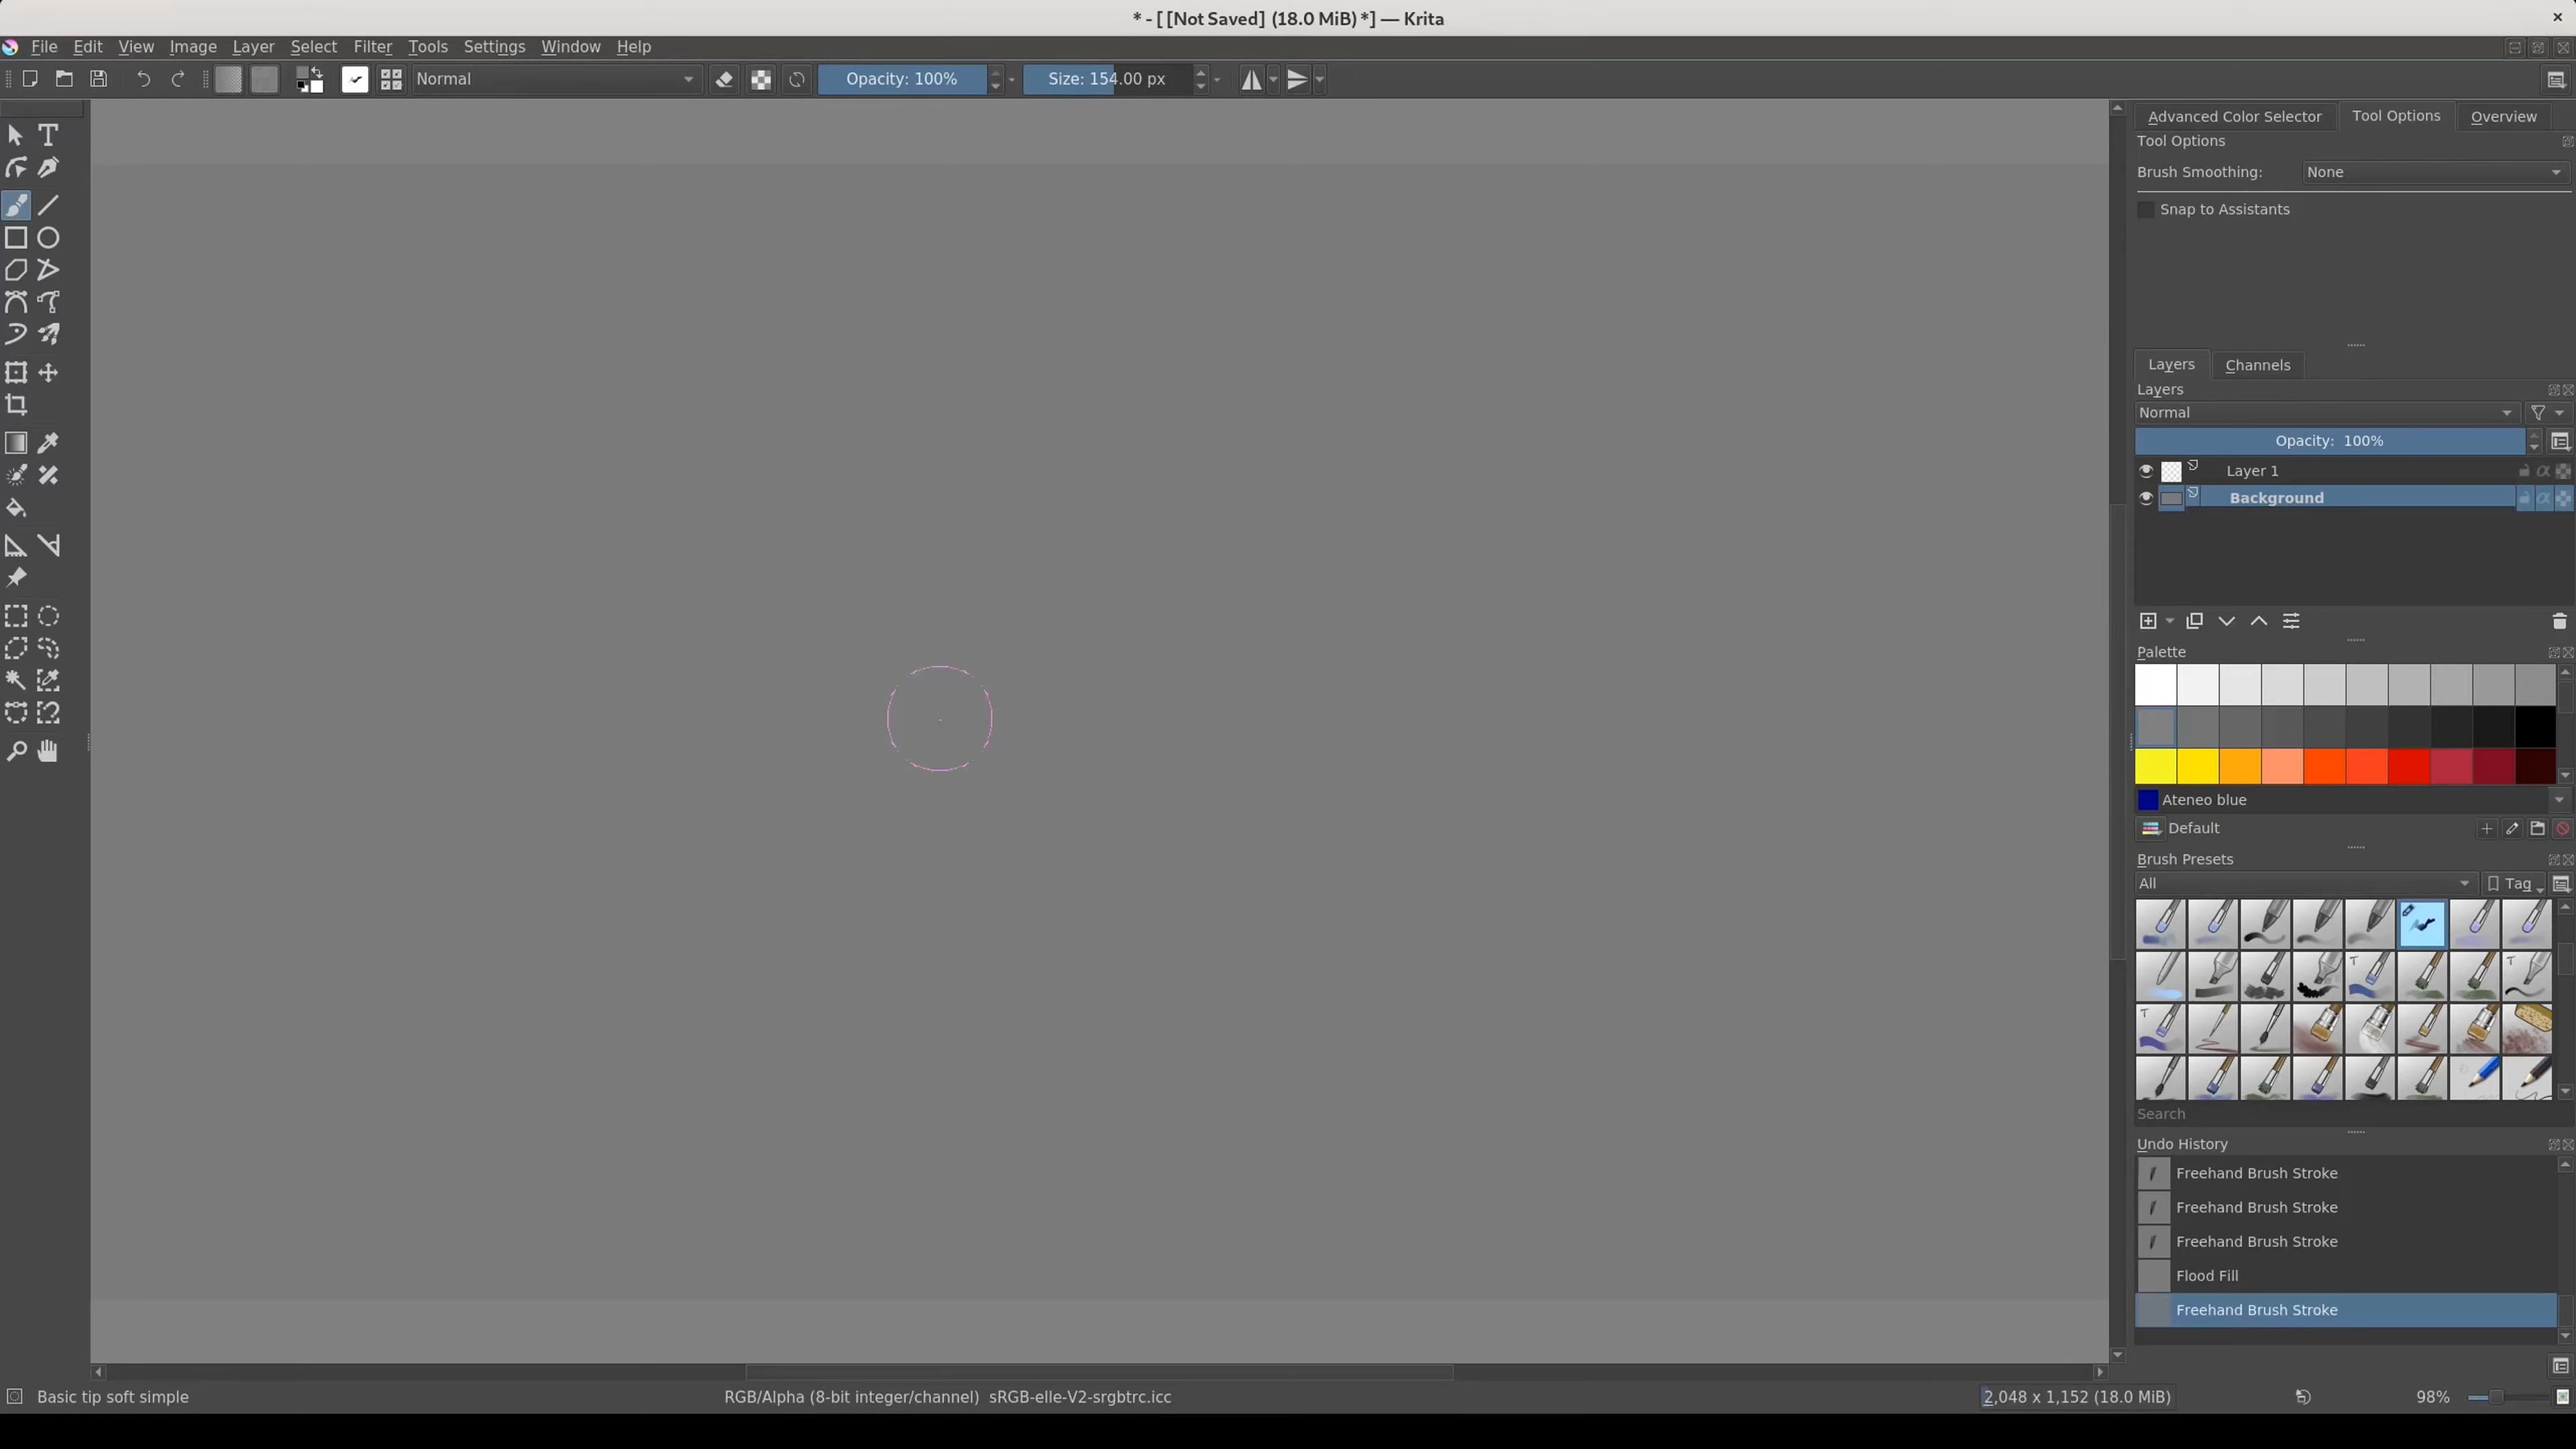 * - [ [Not Saved] (18.0 MiB) *] — Krita
File Edit View Image Layer Select Filter Tools Settings Window Help
Normal Opacity: 100% Size: 154.00 px
Advanced Color Selector Tool Options Overview
Tool Options
Brush Smoothing: None
Snap to Assistants
Layers Channels
Layers
Normal
Opacity: 100%
Layer 1
Background
Palette
Ateneo blue
Default
Brush Presets
All Tag
Search
Undo History
Freehand Brush Stroke
Freehand Brush Stroke
Freehand Brush Stroke
Flood Fill
Freehand Brush Stroke
Basic tip soft simple RGB/Alpha (8-bit integer/channel) sRGB-elle-V2-srgbtrc.icc 2,048 x 1,152 (18.0 MiB) 98%